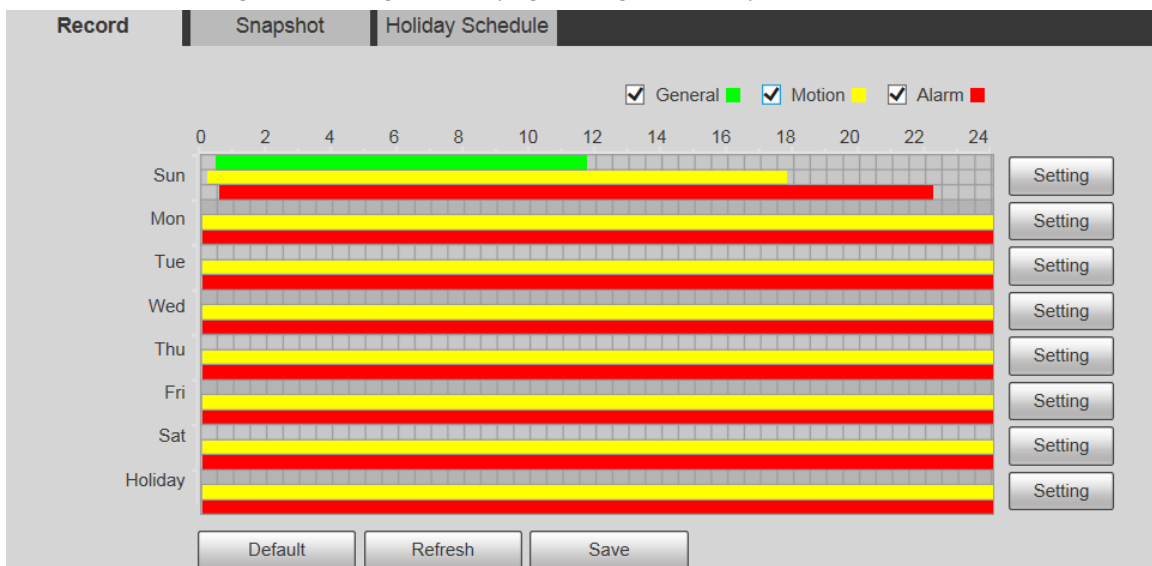 Record Snapshot Holiday Schedule
General Motion Alarm
0 2 4 6 8 10 12 14 16 18 20 22 24
Sun Setting
Mon Setting
Tue Setting
Wed Setting
Thu Setting
Fri Setting
Sat Setting
Holiday Setting
Default Refresh Save